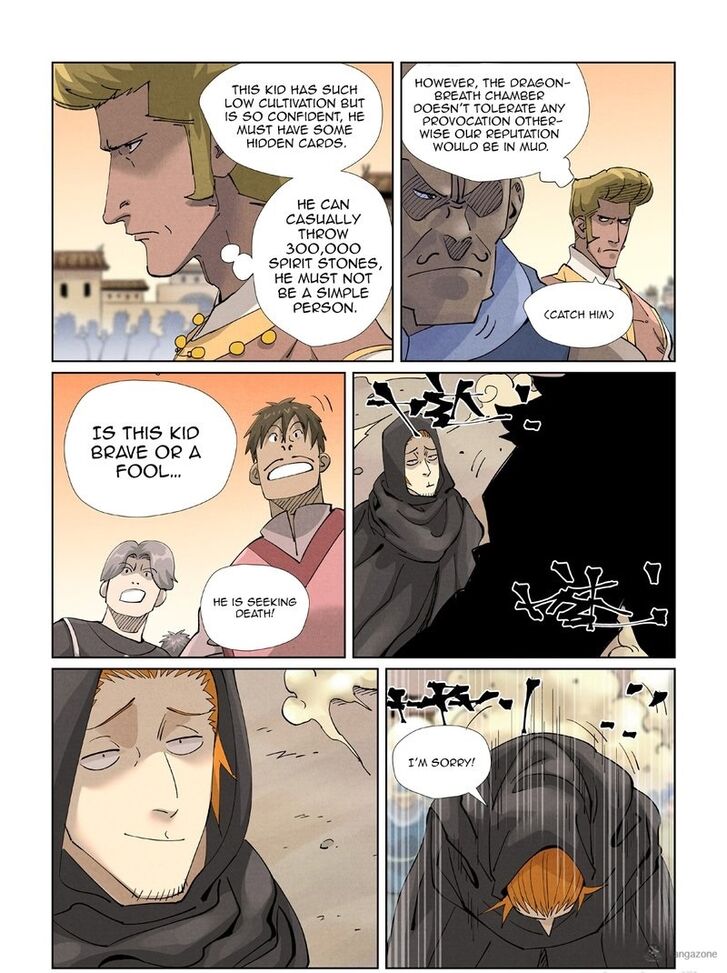 THIS KID HAS SUCH
LOW CULTIVATION BUT
IS SO CONFIDENT, HE
MUST HAVE SOME
HIDDEN CARDS.
HE CAN
CASUALLY
THROW
300,000
SPIRIT STONES,
HE MUST NOT
BE A SIMPLE
PERSON.
HOWEVER, THE DRAGON-
BREATH CHAMBER
DOESN'T TOLERATE ANY
PROVOCATION OTHER-
WISE OUR REPUTATION
WOULD BE IN MUD.
(CATCH HIM)
IS THIS KID
BRAVE OR A
FOOL...
HE IS SEEKING
DEATH!
I'M SORRY!